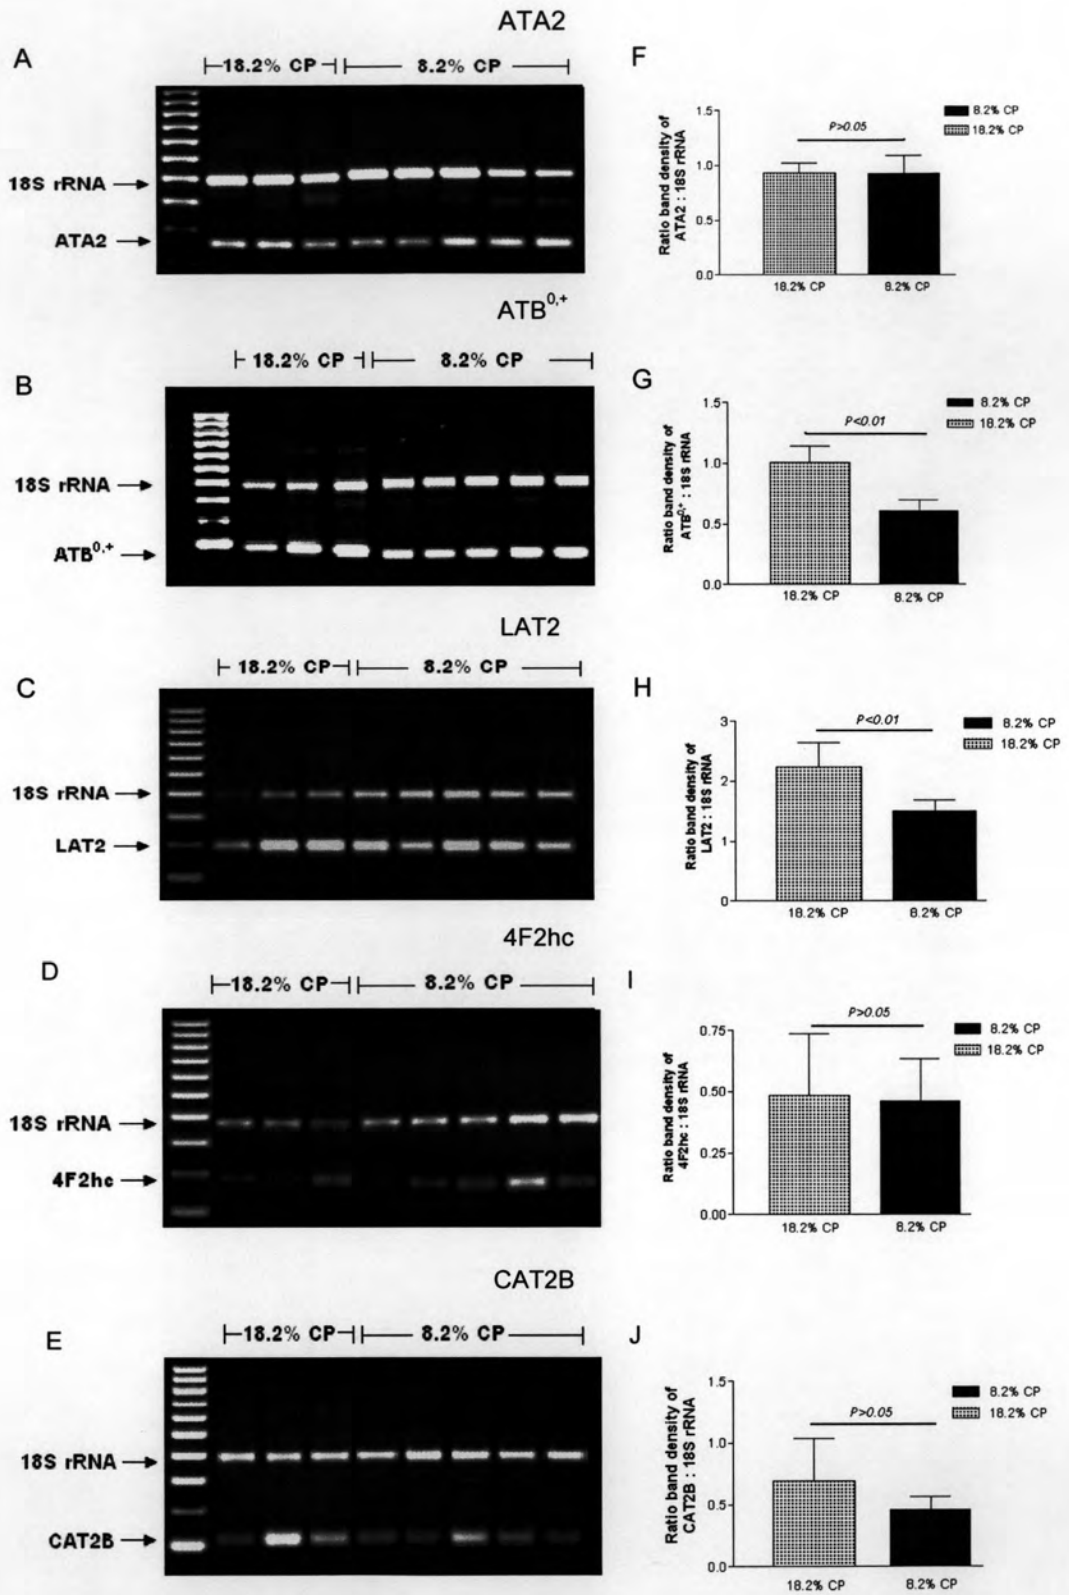 ATA2
A
18.2% CP
8.2% CP
18S rRNA
ATA2
F
Ratio band density of
ATA2 : 18S rRNA
1.5
1.0
0.5
0.0
P>0.05
8.2% CP
18.2% CP
18.2% CP
8.2% CP
ATB0,+
B
18.2% CP
8.2% CP
18S rRNA
ATB0,+
G
Ratio band density of
ATB0,+ : 18S rRNA
1.5
1.0
0.5
0.0
P<0.01
8.2% CP
18.2% CP
18.2% CP
8.2% CP
LAT2
C
18.2% CP
8.2% CP
18S rRNA
LAT2
H
Ratio band density of
LAT2 : 18S rRNA
3
2
1
0
P<0.01
8.2% CP
18.2% CP
18.2% CP
8.2% CP
4F2hc
D
18.2% CP
8.2% CP
18S rRNA
4F2hc
I
Ratio band density of
4F2hc : 18S rRNA
0.75
0.50
0.25
0.00
P>0.05
8.2% CP
18.2% CP
18.2% CP
8.2% CP
CAT2B
E
18.2% CP
8.2% CP
18S rRNA
CAT2B
J
Ratio band density of
CAT2B : 18S rRNA
1.5
1.0
0.5
0.0
P>0.05
8.2% CP
18.2% CP
18.2% CP
8.2% CP